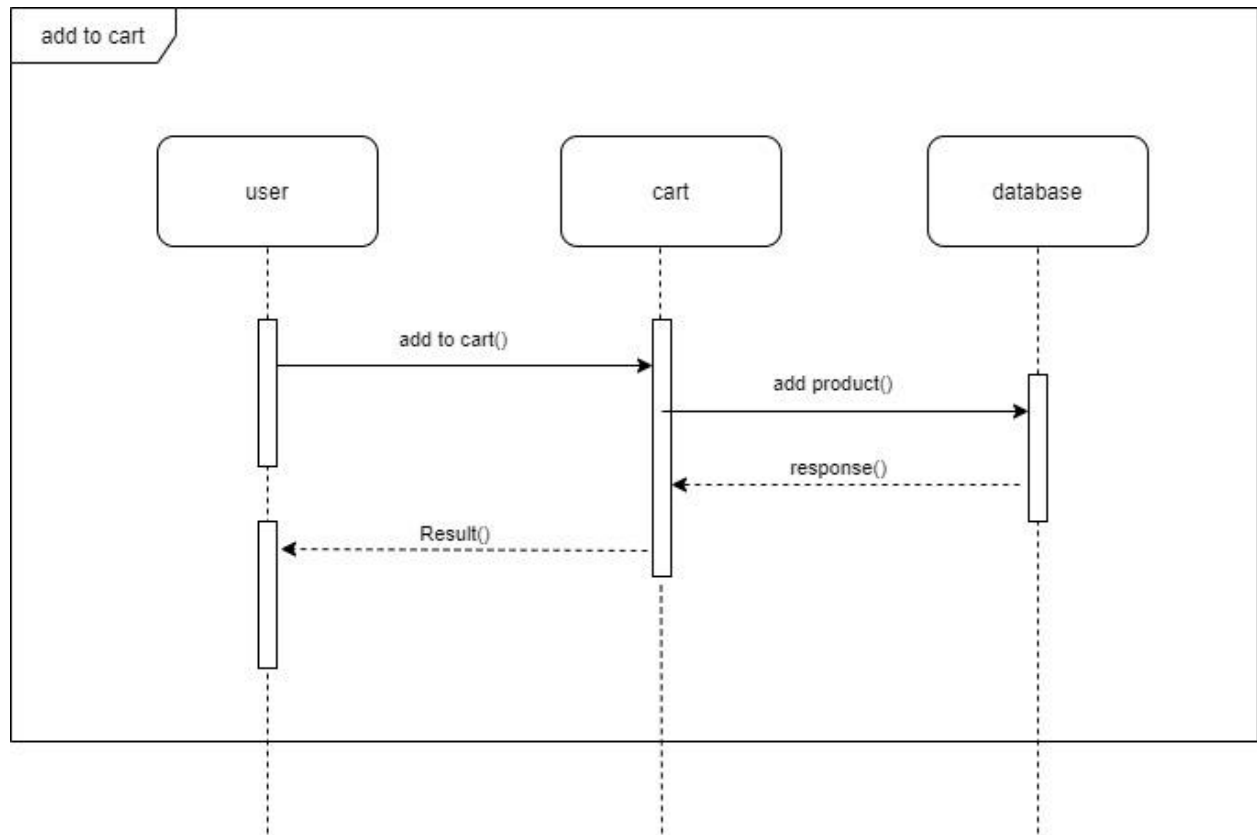 add to cart
user
cart
database
add to cart()
add product()
response()
Result()